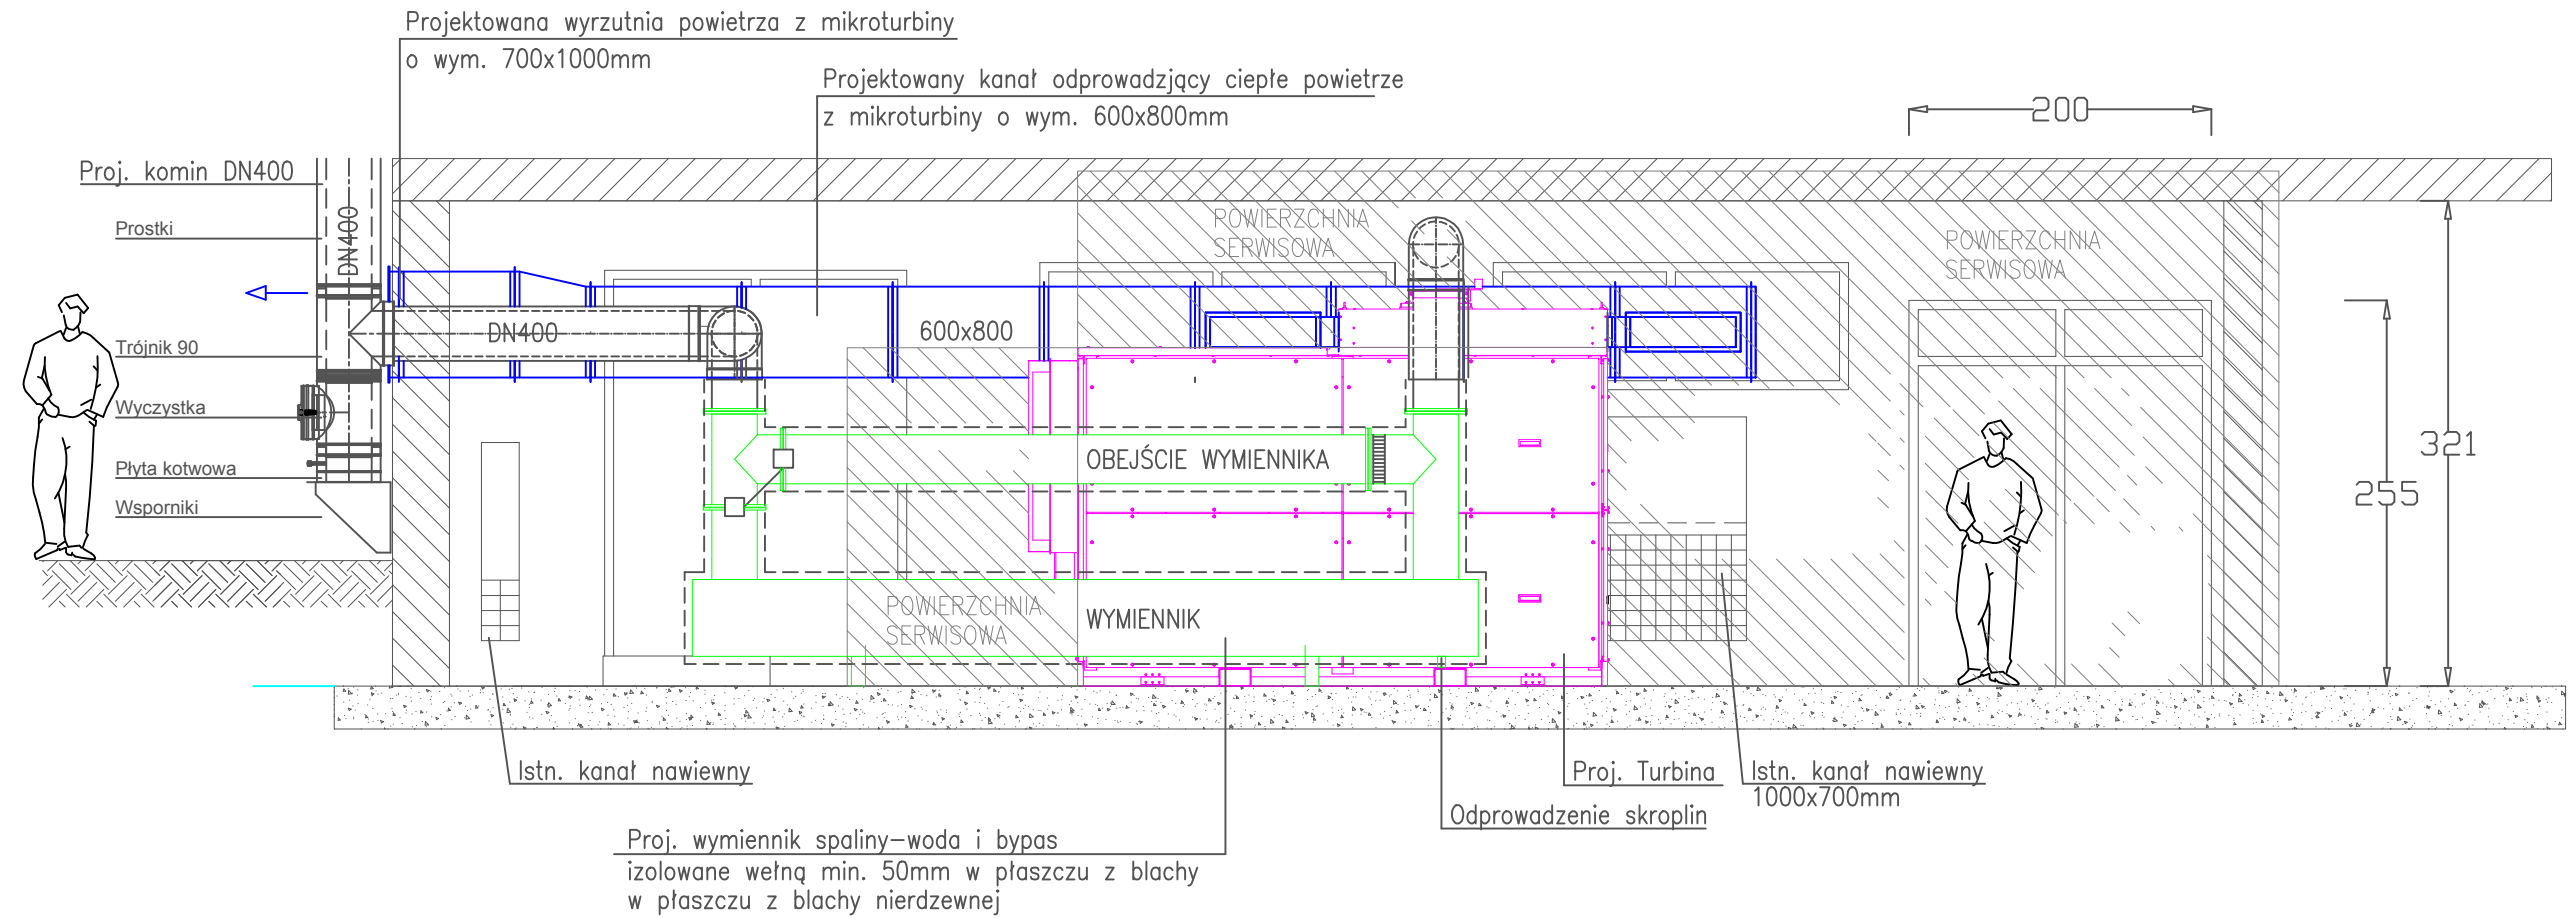 Projektowana wyrzutnia powietrza z mikroturbiny
o wym. 700x1000mm
Projektowany kanał odprowadzjący ciepłe powietrze
z mikroturbiny o wym. 600x800mm
200
Proj. komin DN400
DN400
Prostki
Trójnik 90
Wyczystka
Płyta kotwowa
Wsporniki
POWIERZCHNIA
SERWISOWA
POWIERZCHNIA
SERWISOWA
DN400
600x800
OBEJŚCIE WYMIENNIKA
321
255
POWIERZCHNIA
SERWISOWA
WYMIENNIK
Istn. kanał nawiewny
Proj. Turbina
Istn. kanał nawiewny
1000x700mm
Odprowadzenie skroplin
Proj. wymiennik spaliny-woda i bypas
izolowane wełną min. 50mm w płaszczu z blachy
w płaszczu z blachy nierdzewnej